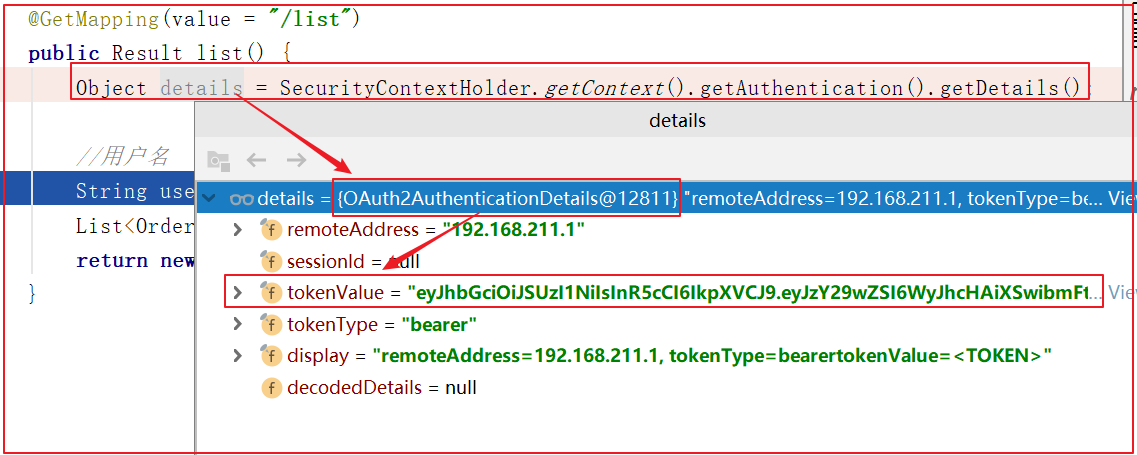 @GetMapping(value = "/list")
public Result list() {
Object details = SecurityContextHolder.getContext().getAuthentication().getDetails();
details
//用户名
String use
details = {OAuth2AuthenticationDetails@12811} "remoteAddress=192.168.211.1, tokenType=be... View
List<Order
remoteAddress = "192.168.211.1"
return new
sessionId = null
}
tokenValue = "eyJhbGciOiJSUzI1NiIsInR5cCI6IkpXVCJ9.eyJzY29wZSI6WyJhcHAiXSwibmFt... View
tokenType = "bearer"
display = "remoteAddress=192.168.211.1, tokenType=bearertokenValue=<TOKEN>"
decodedDetails = null